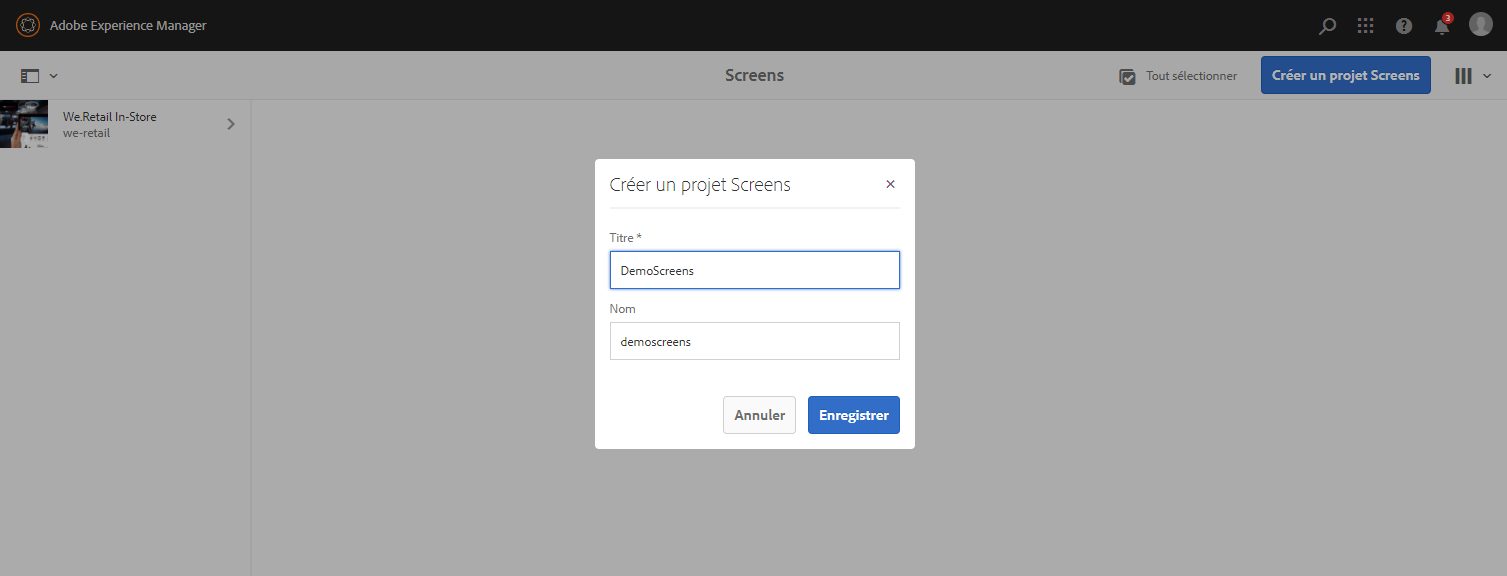 Adobe Experience Manager
3
Screens
Tout sélectionner
Créer un projet Screens
We.Retail In-Store
we-retail
Créer un projet Screens
Titre *
DemoScreens
Nom
demoscreens
Annuler
Enregistrer